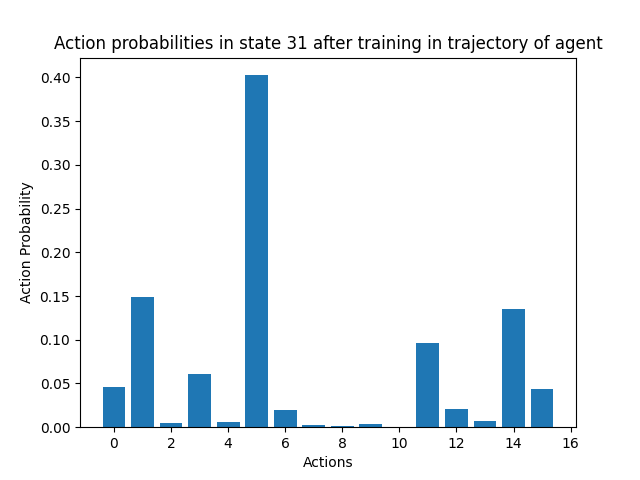 Action probabilities in state 31 after training in trajectory of agent
0.40
0.35
0.30
0.25
0.20
0.15
0.10
0.05
0.00
Action Probability
0 2 4 6 8 10 12 14 16
Actions